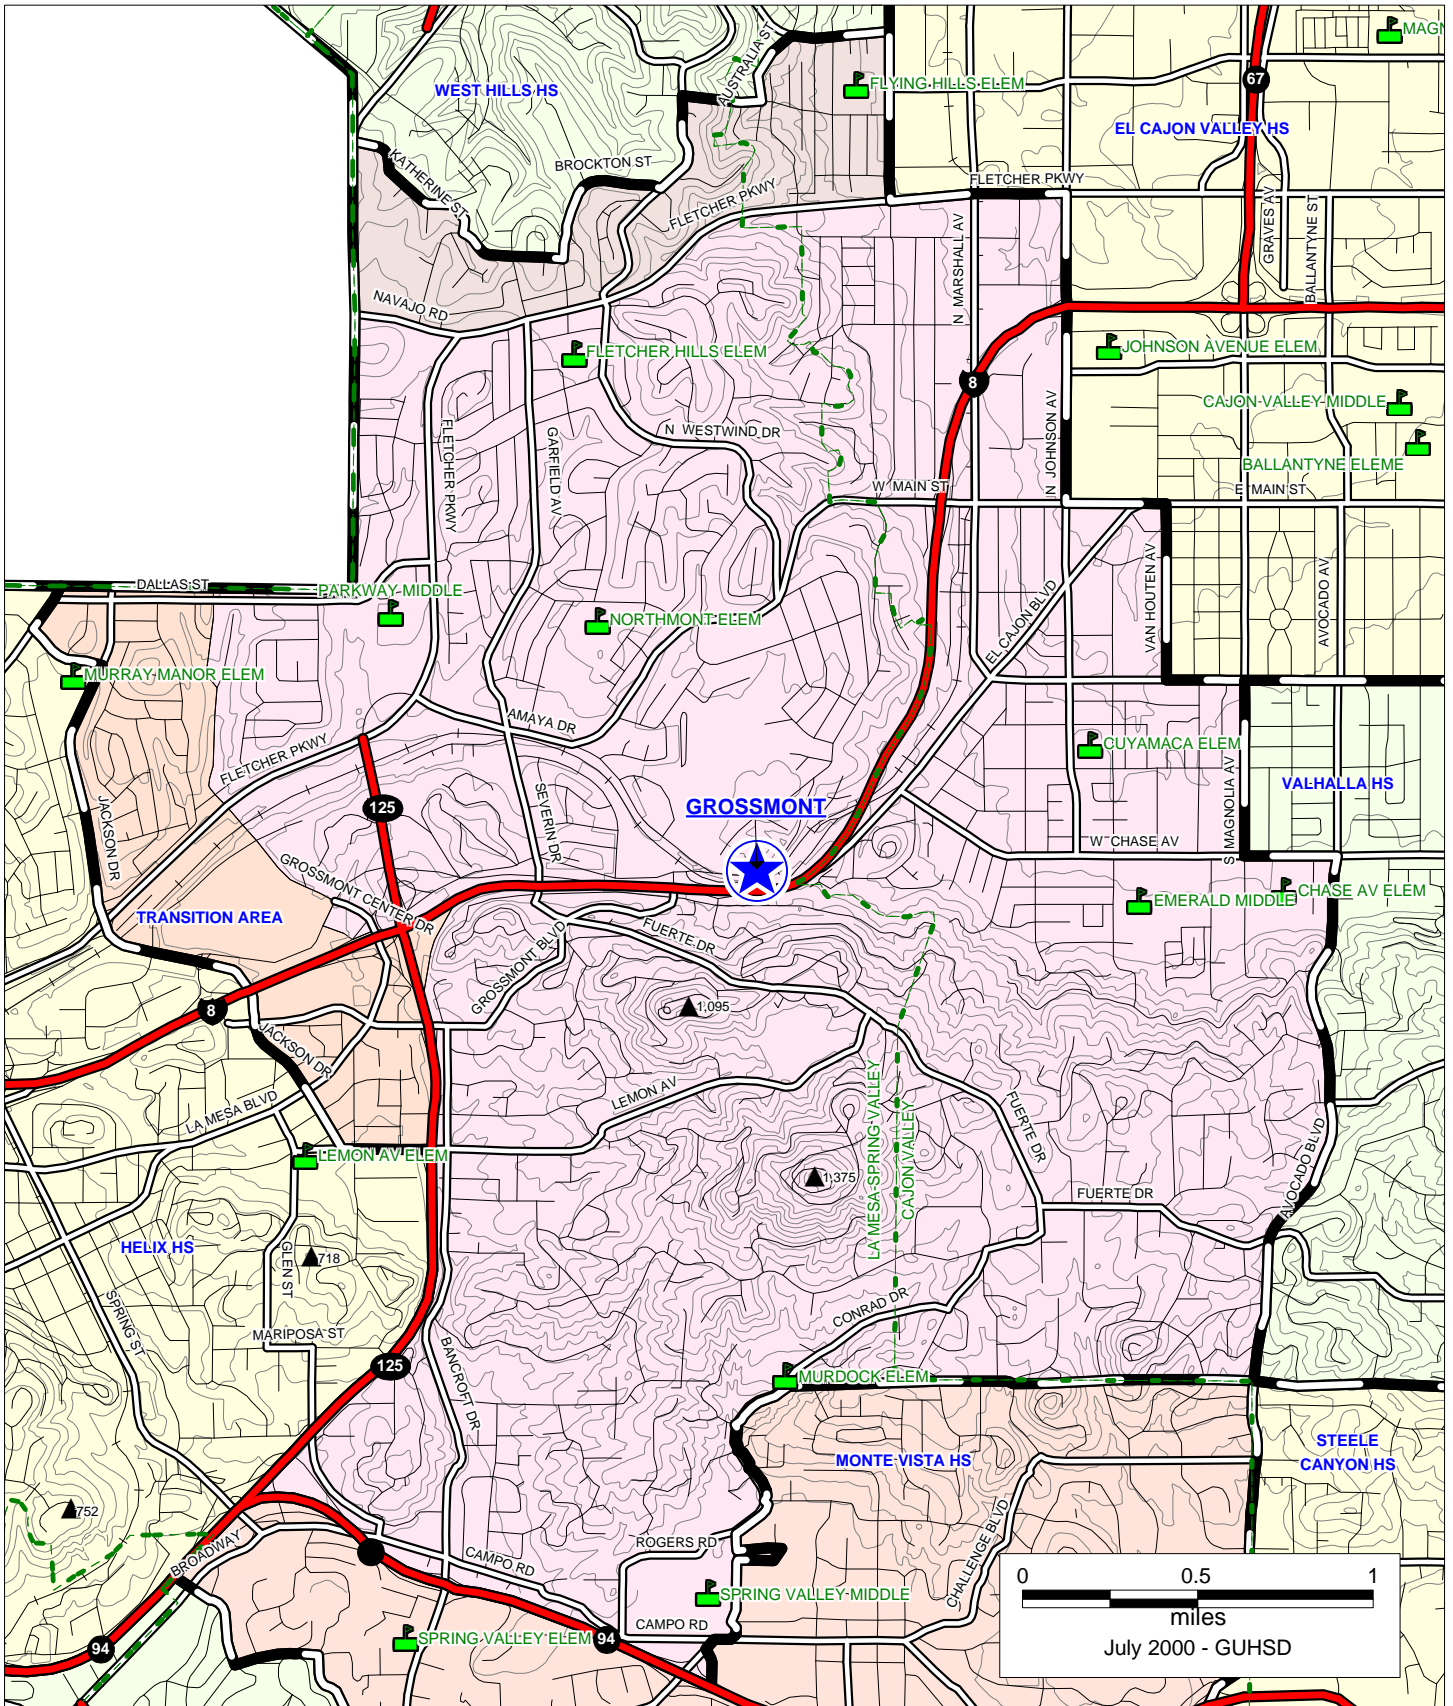 MAGN
AUSTRALIA ST
67
WEST HILLS HS
FLYING HILLS ELEM
EL CAJON VALLEY HS
BROCKTON ST
KATHERINE ST
FLETCHER PKWY
FLETCHER PKWY
GRAVES AV
BALLANTYNE ST
N MARSHALL AV
NAVAJO RD
FLETCHER HILLS ELEM
JOHNSON AVENUE ELEM
8
CAJON VALLEY MIDDLE
N JOHNSON AV
FLETCHER PKWY
GARFIELD AV
N WESTWIND DR
BALLANTYNE ELEME
W MAIN ST
E MAIN ST
DALLAS ST
PARKWAY MIDDLE
NORTHMONT ELEM
EL CAJON BLVD
VAN HOUTEN AV
AVOCADO AV
MURRAY MANOR ELEM
AMAYA DR
FLETCHER PKWY
CUYAMACA ELEM
VALHALLA HS
JACKSON DR
125
SEVERIN DR
GROSSMONT
S MAGNOLIA AV
W CHASE AV
GROSSMONT CENTER DR
TRANSITION AREA
EMERALD MIDDLE
CHASE AV ELEM
FUERTE DR
GROSSMONT BLVD
8
1,095
JACKSON DR
LA MESA BLVD
LEMON AV
LA MESA-SPRING VALLEY
CAJON VALLEY
FUERTE DR
LEMON AV ELEM
1,375
FUERTE DR
AVOCADO BLVD
HELIX HS
GLEN ST
718
SPRING ST
CONRAD DR
MARIPOSA ST
125
BANCROFT DR
MURDOCK ELEM
MONTE VISTA HS
STEELE
CANYON HS
752
BROADWAY
CAMPO RD
ROGERS RD
CHALLENGE BLVD
SPRING VALLEY MIDDLE
CAMPO RD
94
SPRING VALLEY ELEM
94
0 0.5 1
miles
July 2000 - GUHSD